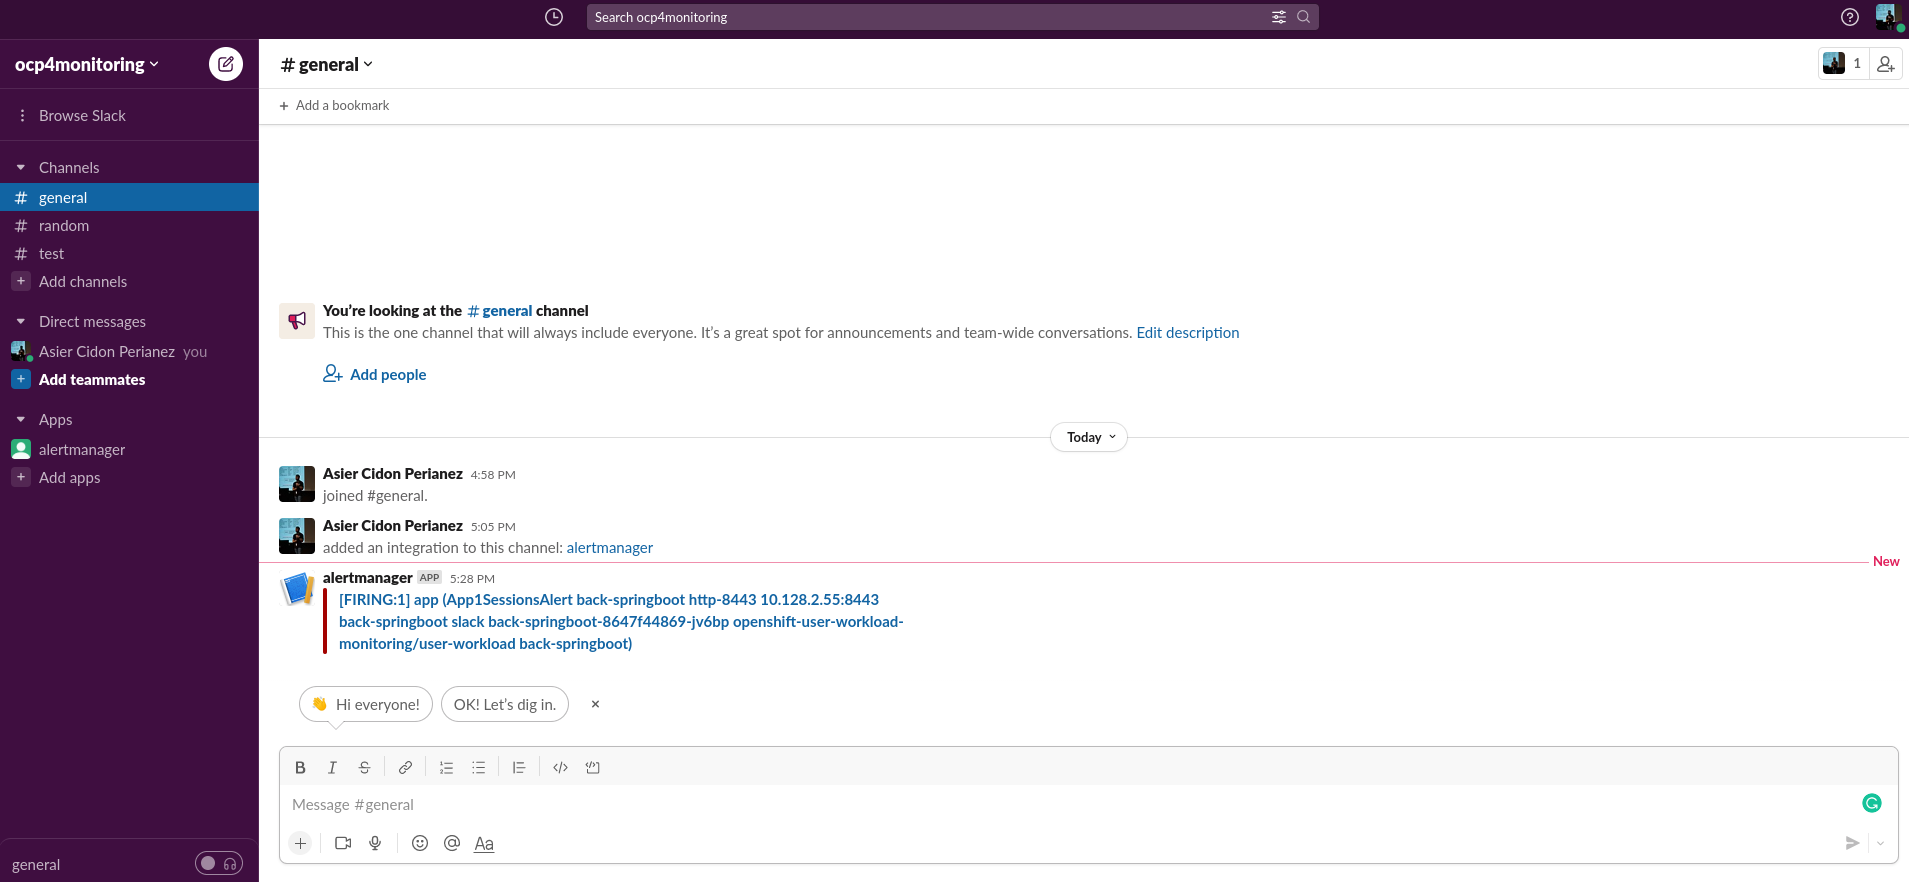 Search ocp4monitoring
ocp4monitoring
Browse Slack
Channels
# general
# random
# test
+ Add channels
Direct messages
Asier Cidon Perianez you
+ Add teammates
Apps
alertmanager
+ Add apps
general
# general
1
+ Add a bookmark
You’re looking at the # general channel
This is the one channel that will always include everyone. It’s a great spot for announcements and team-wide conversations. Edit description
Add people
Today
Asier Cidon Perianez 4:58 PM
joined #general.
Asier Cidon Perianez 5:05 PM
added an integration to this channel: alertmanager
New
alertmanager APP 5:28 PM
[FIRING:1] app (App1SessionsAlert back-springboot http-8443 10.128.2.55:8443
back-springboot slack back-springboot-8647f44869-jv6bp openshift-user-workload-
monitoring/user-workload back-springboot)
👋 Hi everyone!
OK! Let’s dig in.
×
B I S
Message #general
+ @ Aa